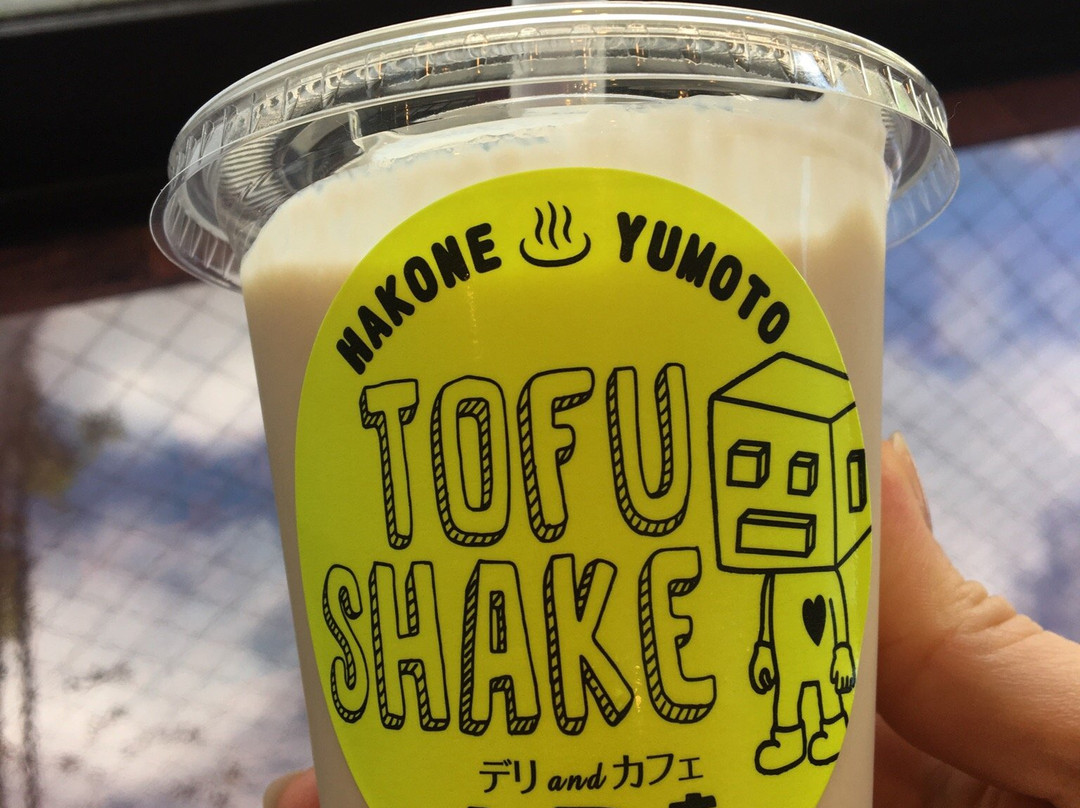 HAKONE YUMOTO
TOFU
SHAKE
デリ and カフェ